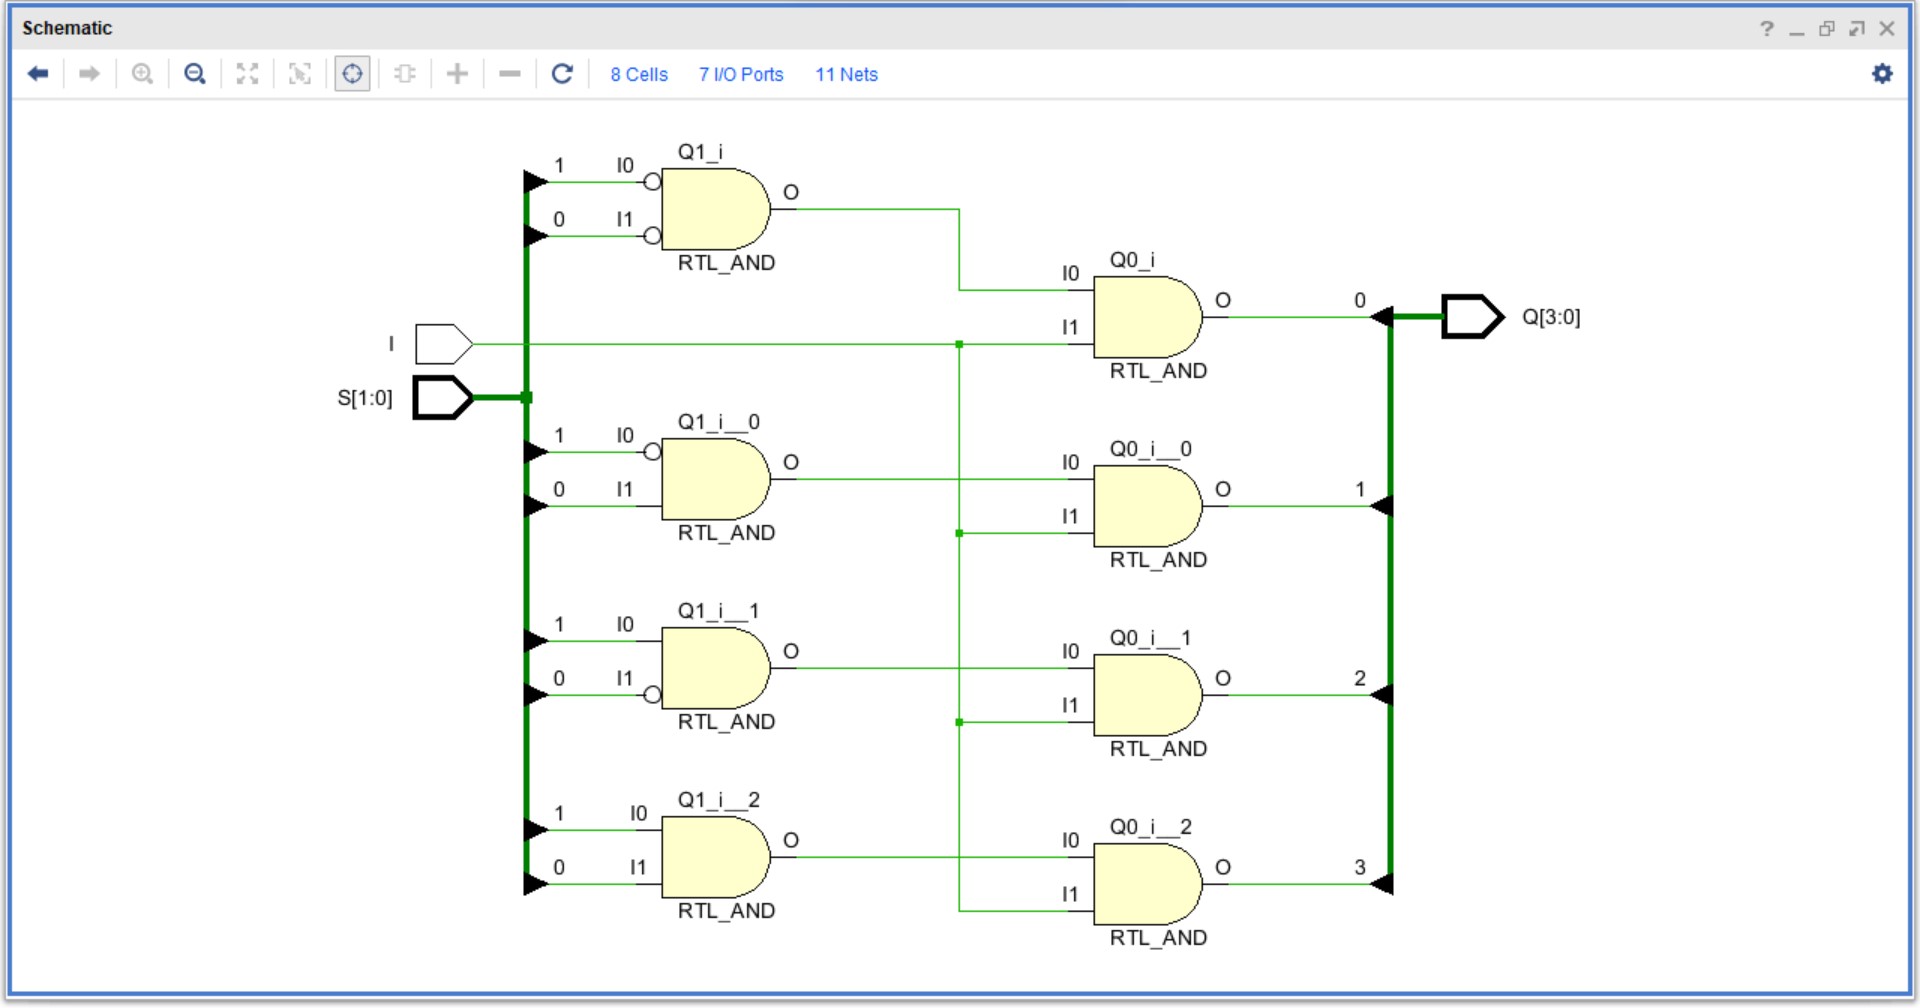 Schematic
8 Cells 7 I/O Ports 11 Nets
Q1_i
1 I0
O
0 I1
RTL_AND
Q0_i
I0
O
0
I1
RTL_AND
Q[3:0]
I
S[1:0]
Q1_i__0
1 I0
O
0 I1
RTL_AND
Q0_i__0
I0
O
1
I1
RTL_AND
Q1_i__1
1 I0
O
0 I1
RTL_AND
Q0_i__1
I0
O
2
I1
RTL_AND
Q1_i__2
1 I0
O
0 I1
RTL_AND
Q0_i__2
I0
O
3
I1
RTL_AND